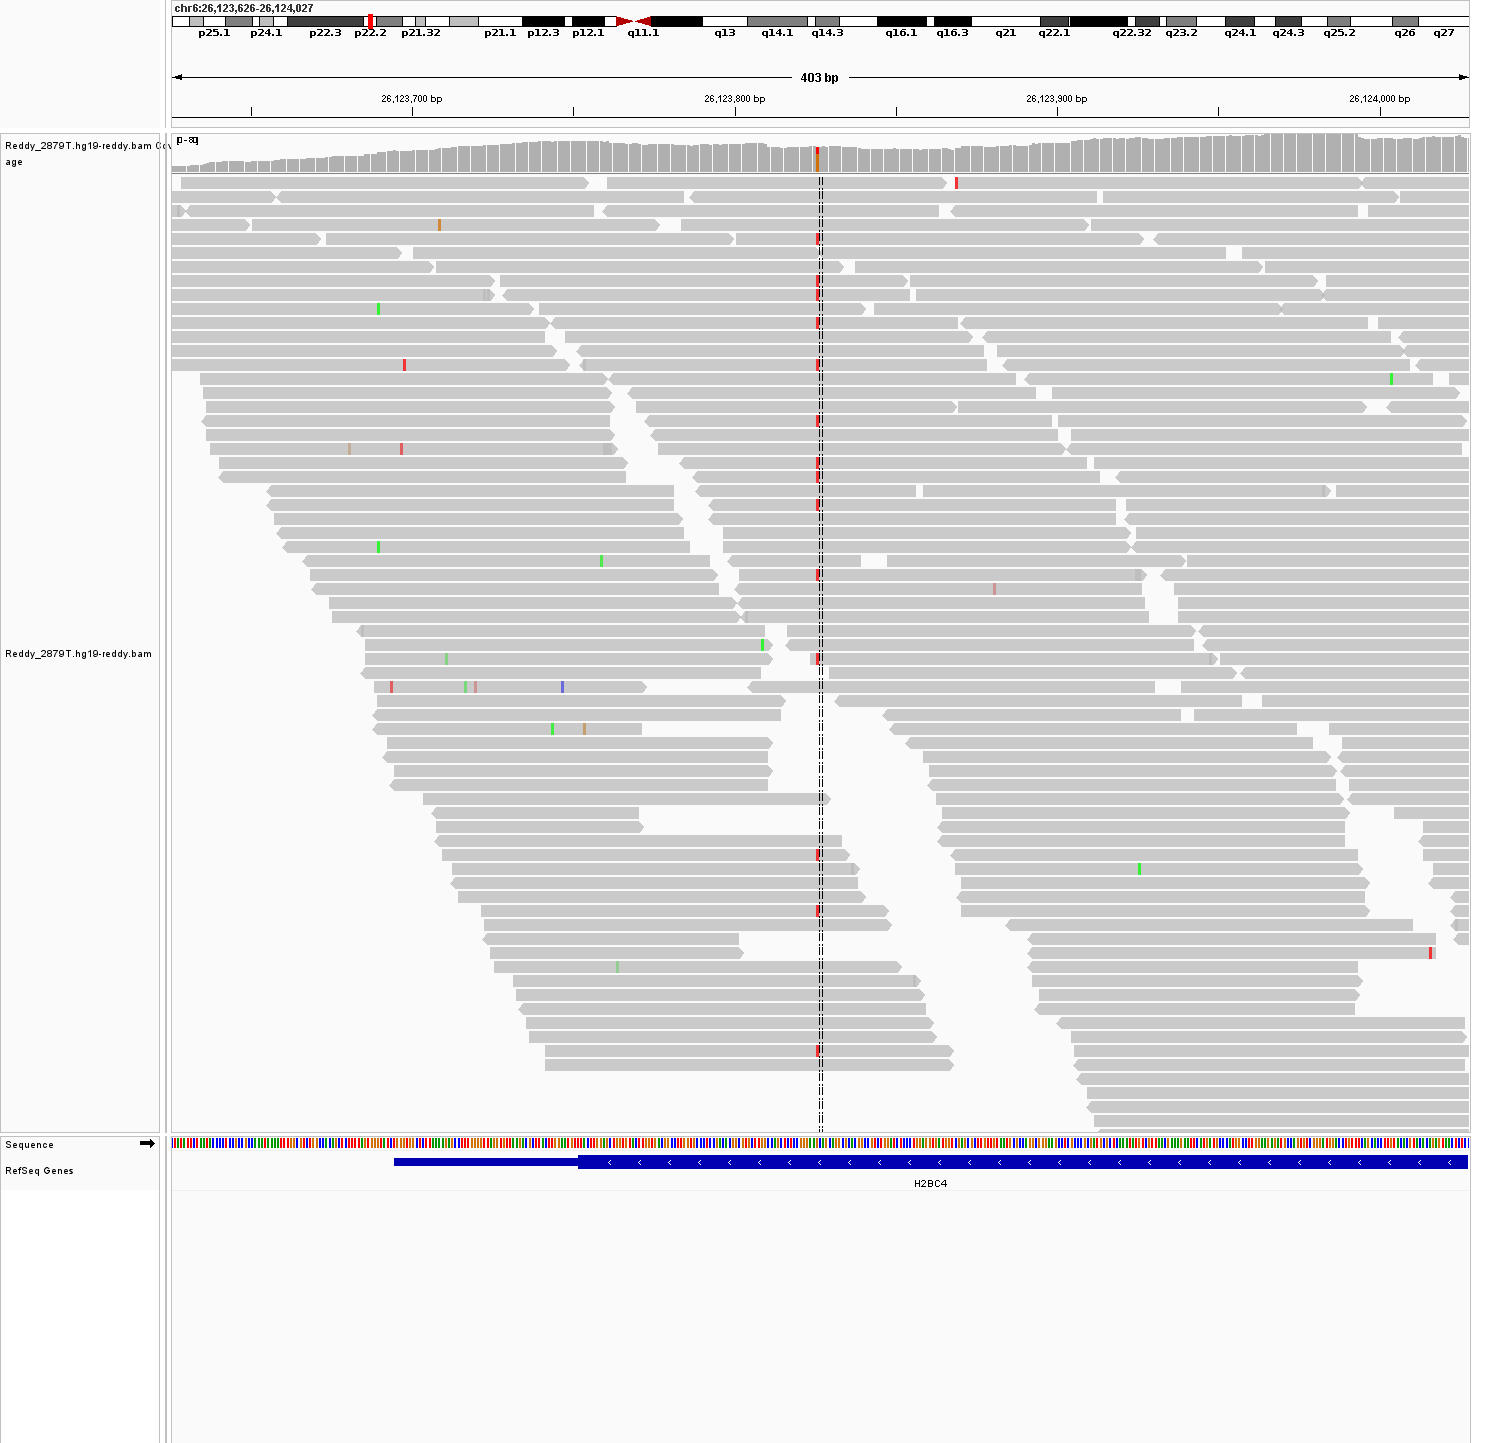 chr6:26,123,626-26,124,027
p25.1 p24.1 p22.3 p22.2 p21.32 p21.1 p12.3 p12.1 q11.1 q13 q14.1 q14.3 q16.1 q16.3 q21 q22.1 q22.32 q23.2 q24.1 q24.3 q25.2 q26 q27
403 bp
26,123,700 bp 26,123,800 bp 26,123,900 bp 26,124,000 bp
Reddy_2879T.hg19-reddy.bam Cov
age
Reddy_2879T.hg19-reddy.bam
Sequence
RefSeq Genes
H2BC4